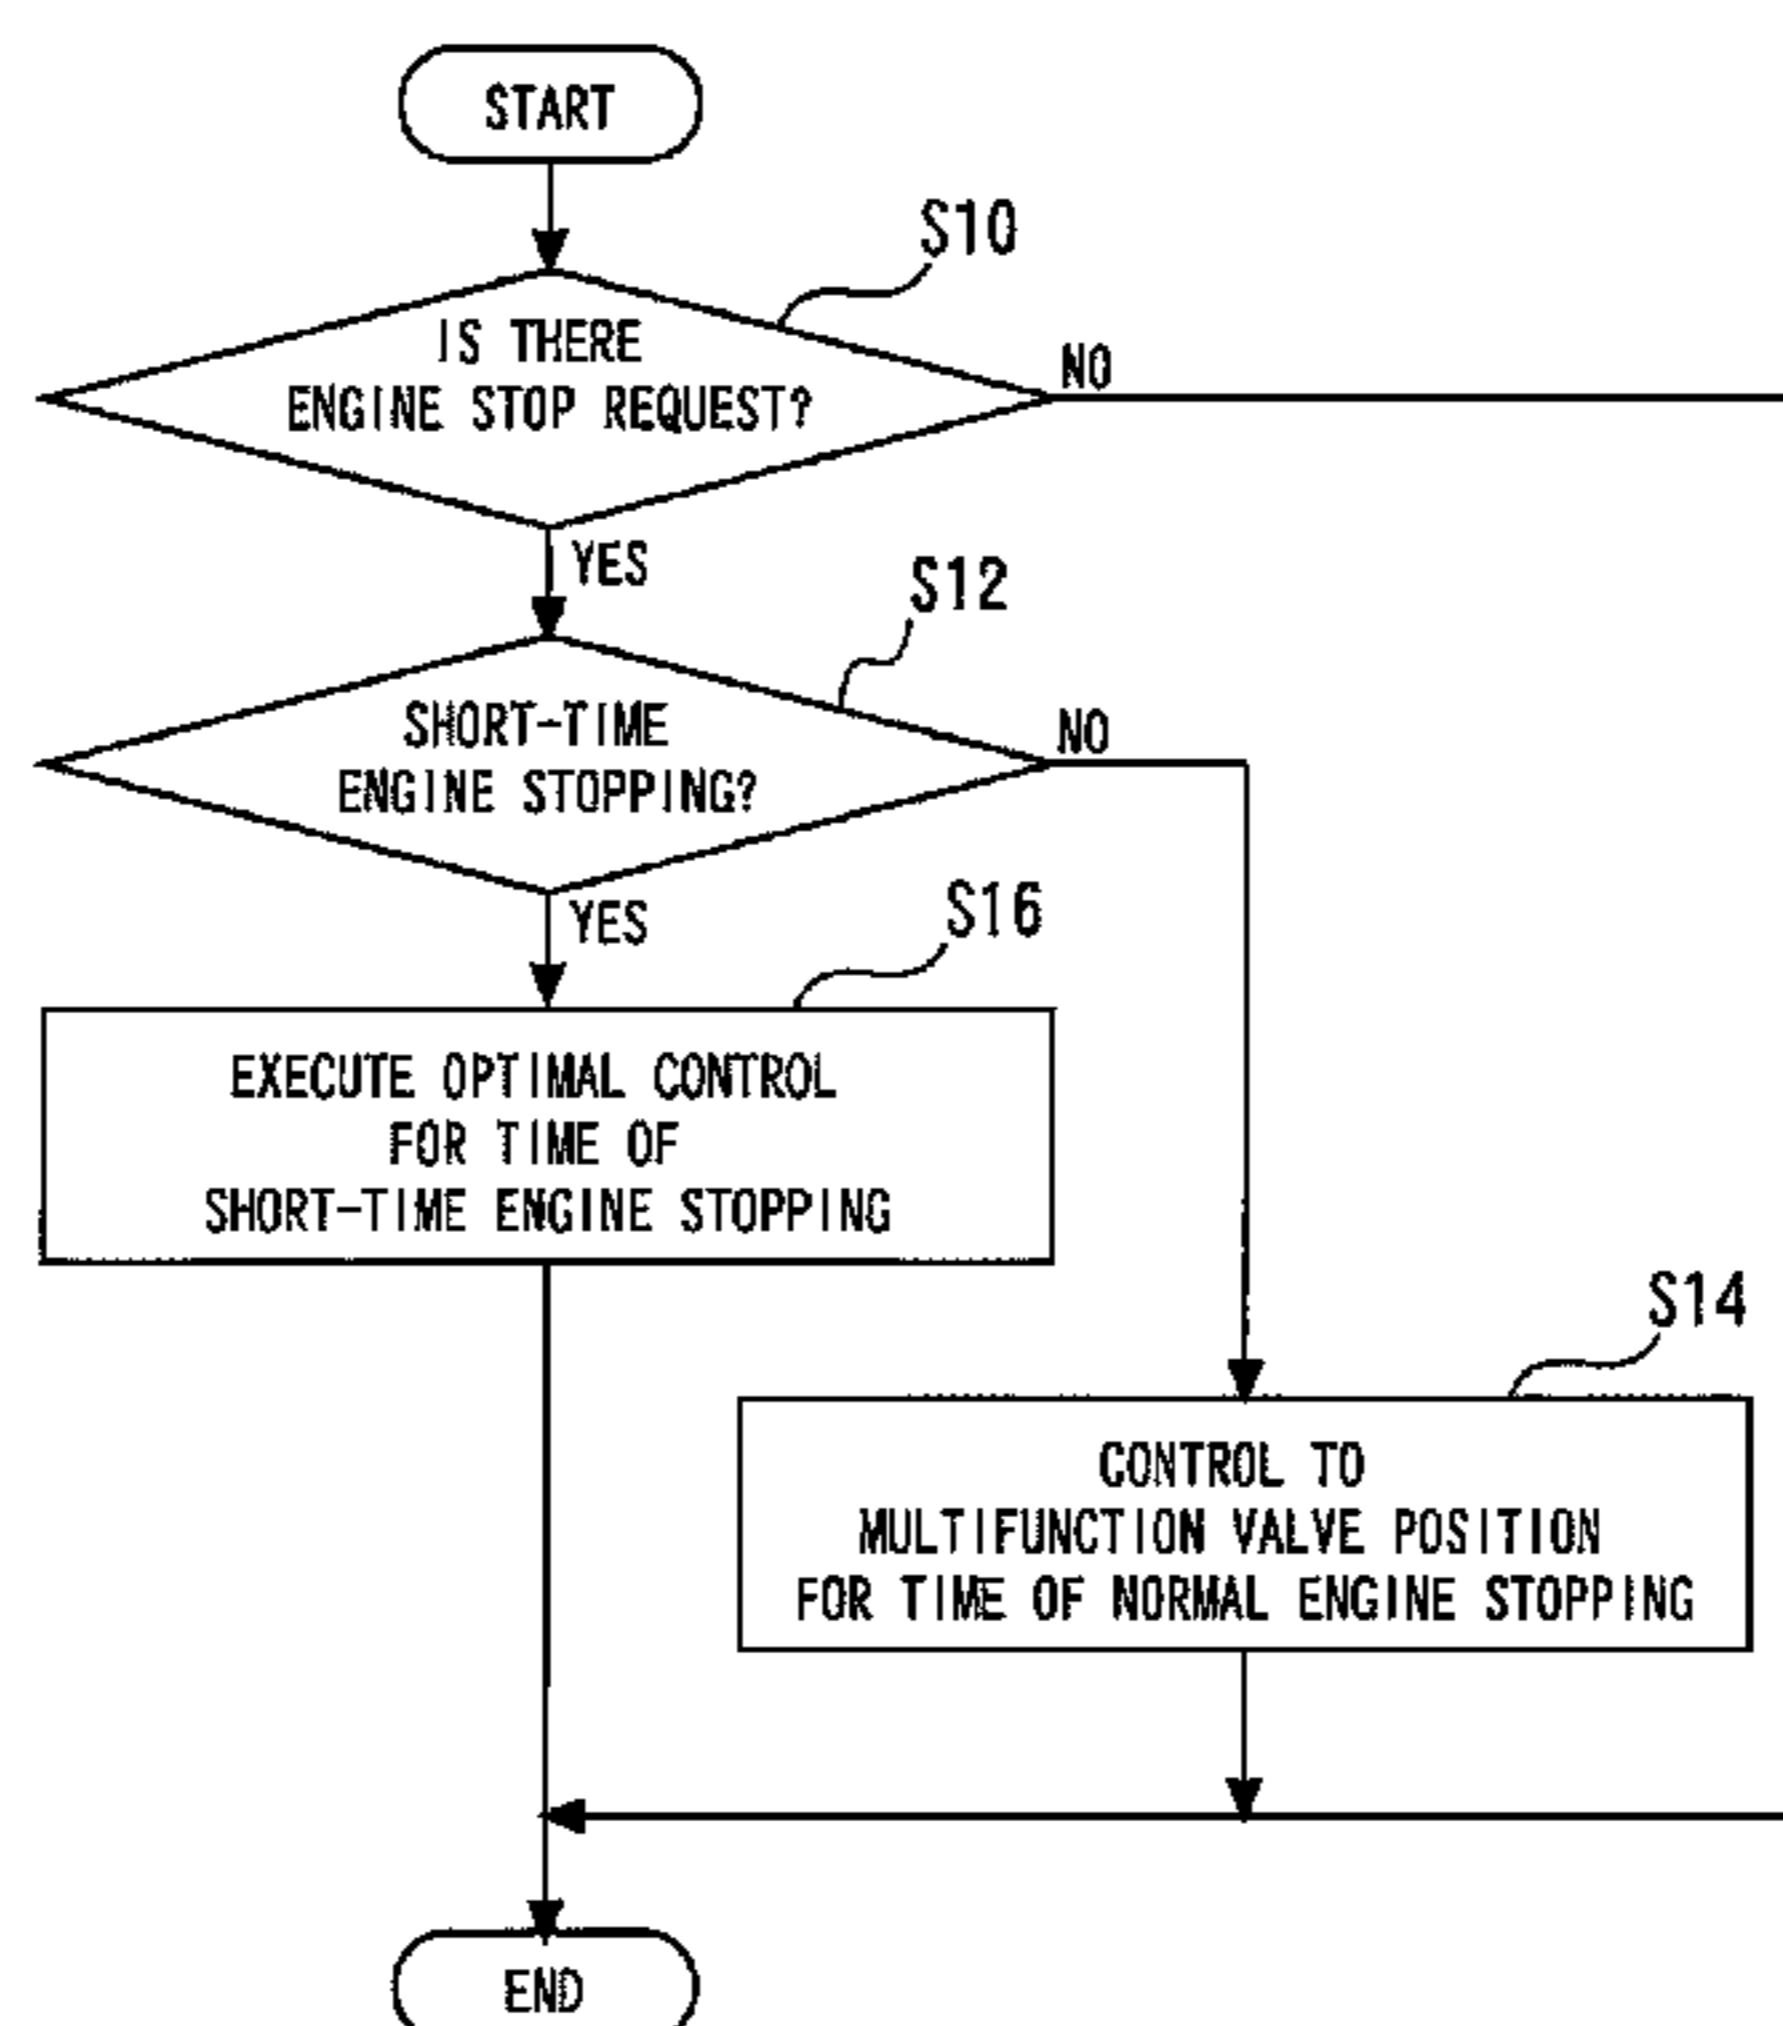 START
S10
IS THERE
ENGINE STOP REQUEST?
NO
YES
S12
SHORT-TIME
ENGINE STOPPING?
NO
YES
S16
EXECUTE OPTIMAL CONTROL
FOR TIME OF
SHORT-TIME ENGINE STOPPING
S14
CONTROL TO
MULTIFUNCTION VALVE POSITION
FOR TIME OF NORMAL ENGINE STOPPING
END